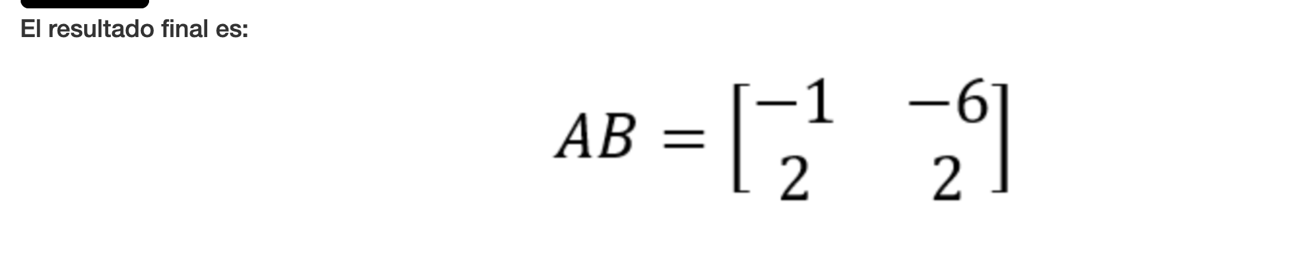 El resultado final es:
AB = [−1 −6
2 2]